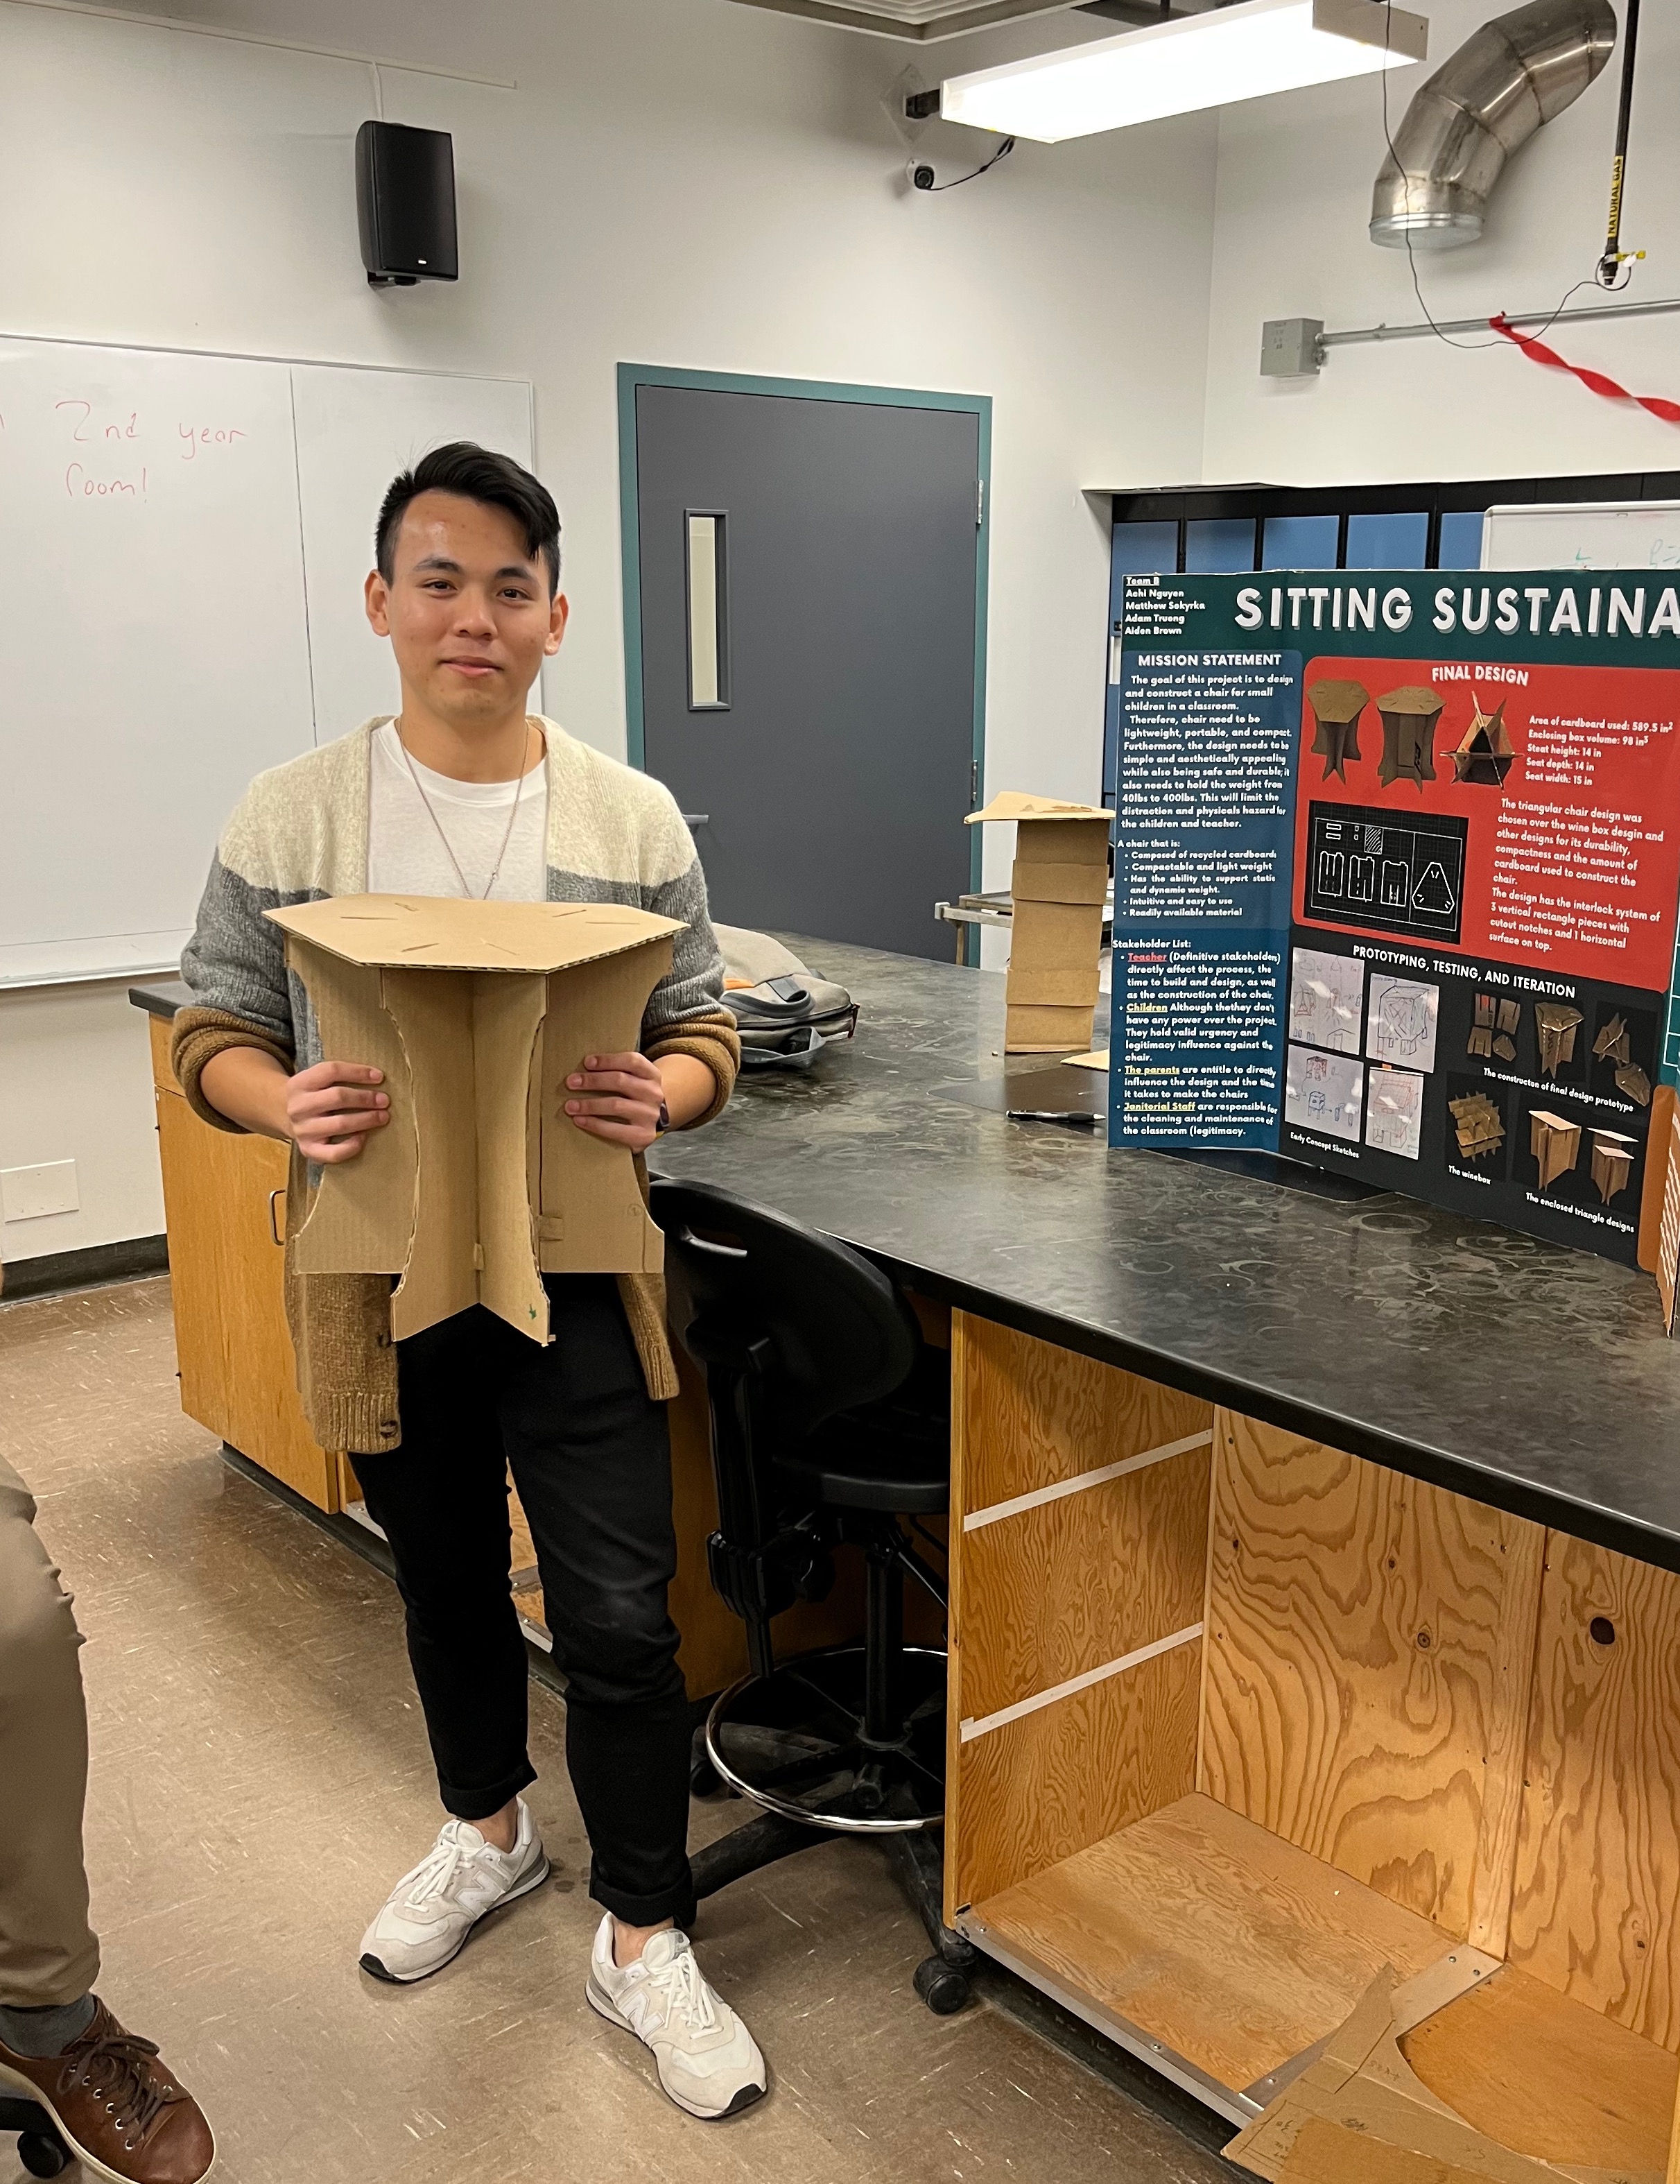 2nd year
room!
NATURAL GAS
Team B
Achi Nguyen
Matthew Sokyrka
Adam Truong
Aiden Brown
SITTING SUSTAINA
MISSION STATEMENT
The goal of this project is to design
and construct a chair for small
children in a classroom.
Therefore, chair need to be
lightweight, portable, and compact.
Furthermore, the design needs to be
simple and aesthetically appealing
while also being safe and durable; it
also needs to hold the weight from
40lbs to 400lbs. This will limit the
distraction and physicals hazard for
the children and teacher.
A chair that is:
• Composed of recycled cardboard:
• Compactable and light weight
• Has the ability to support static
and dynamic weight.
• Intuitive and easy to use
• Readily available material
Stakeholder List:
• Teacher (Definitive stakeholder)
directly affect the process, the
time to build and design, as well
as the construction of the chair.
• Children Although thethey don't
have any power over the project.
They hold valid urgency and
legitimacy influence against the
chair.
• The parents are entitle to directly
influence the design and the time
it takes to make the chairs
• Janitorial Staff are responsible for
the cleaning and maintenance of
the classroom (legitimacy.
FINAL DESIGN
Area of cardboard used: 589.5 in²
Enclosing box volume: 98 in³
Steat height: 14 in
Seat depth: 14 in
Seat width: 15 in
The triangular chair design was
chosen over the wine box desgin and
other designs for its durability,
compactness and the amount of
cardboard used to construct the
chair.
The design has the interlock system of
3 vertical rectangle pieces with
cutout notches and 1 horizontal
surface on top.
PROTOTYPING, TESTING, AND ITERATION
The constructon of final design prototype
Early Concept Sketches
The winebox
The enclosed triangle designs